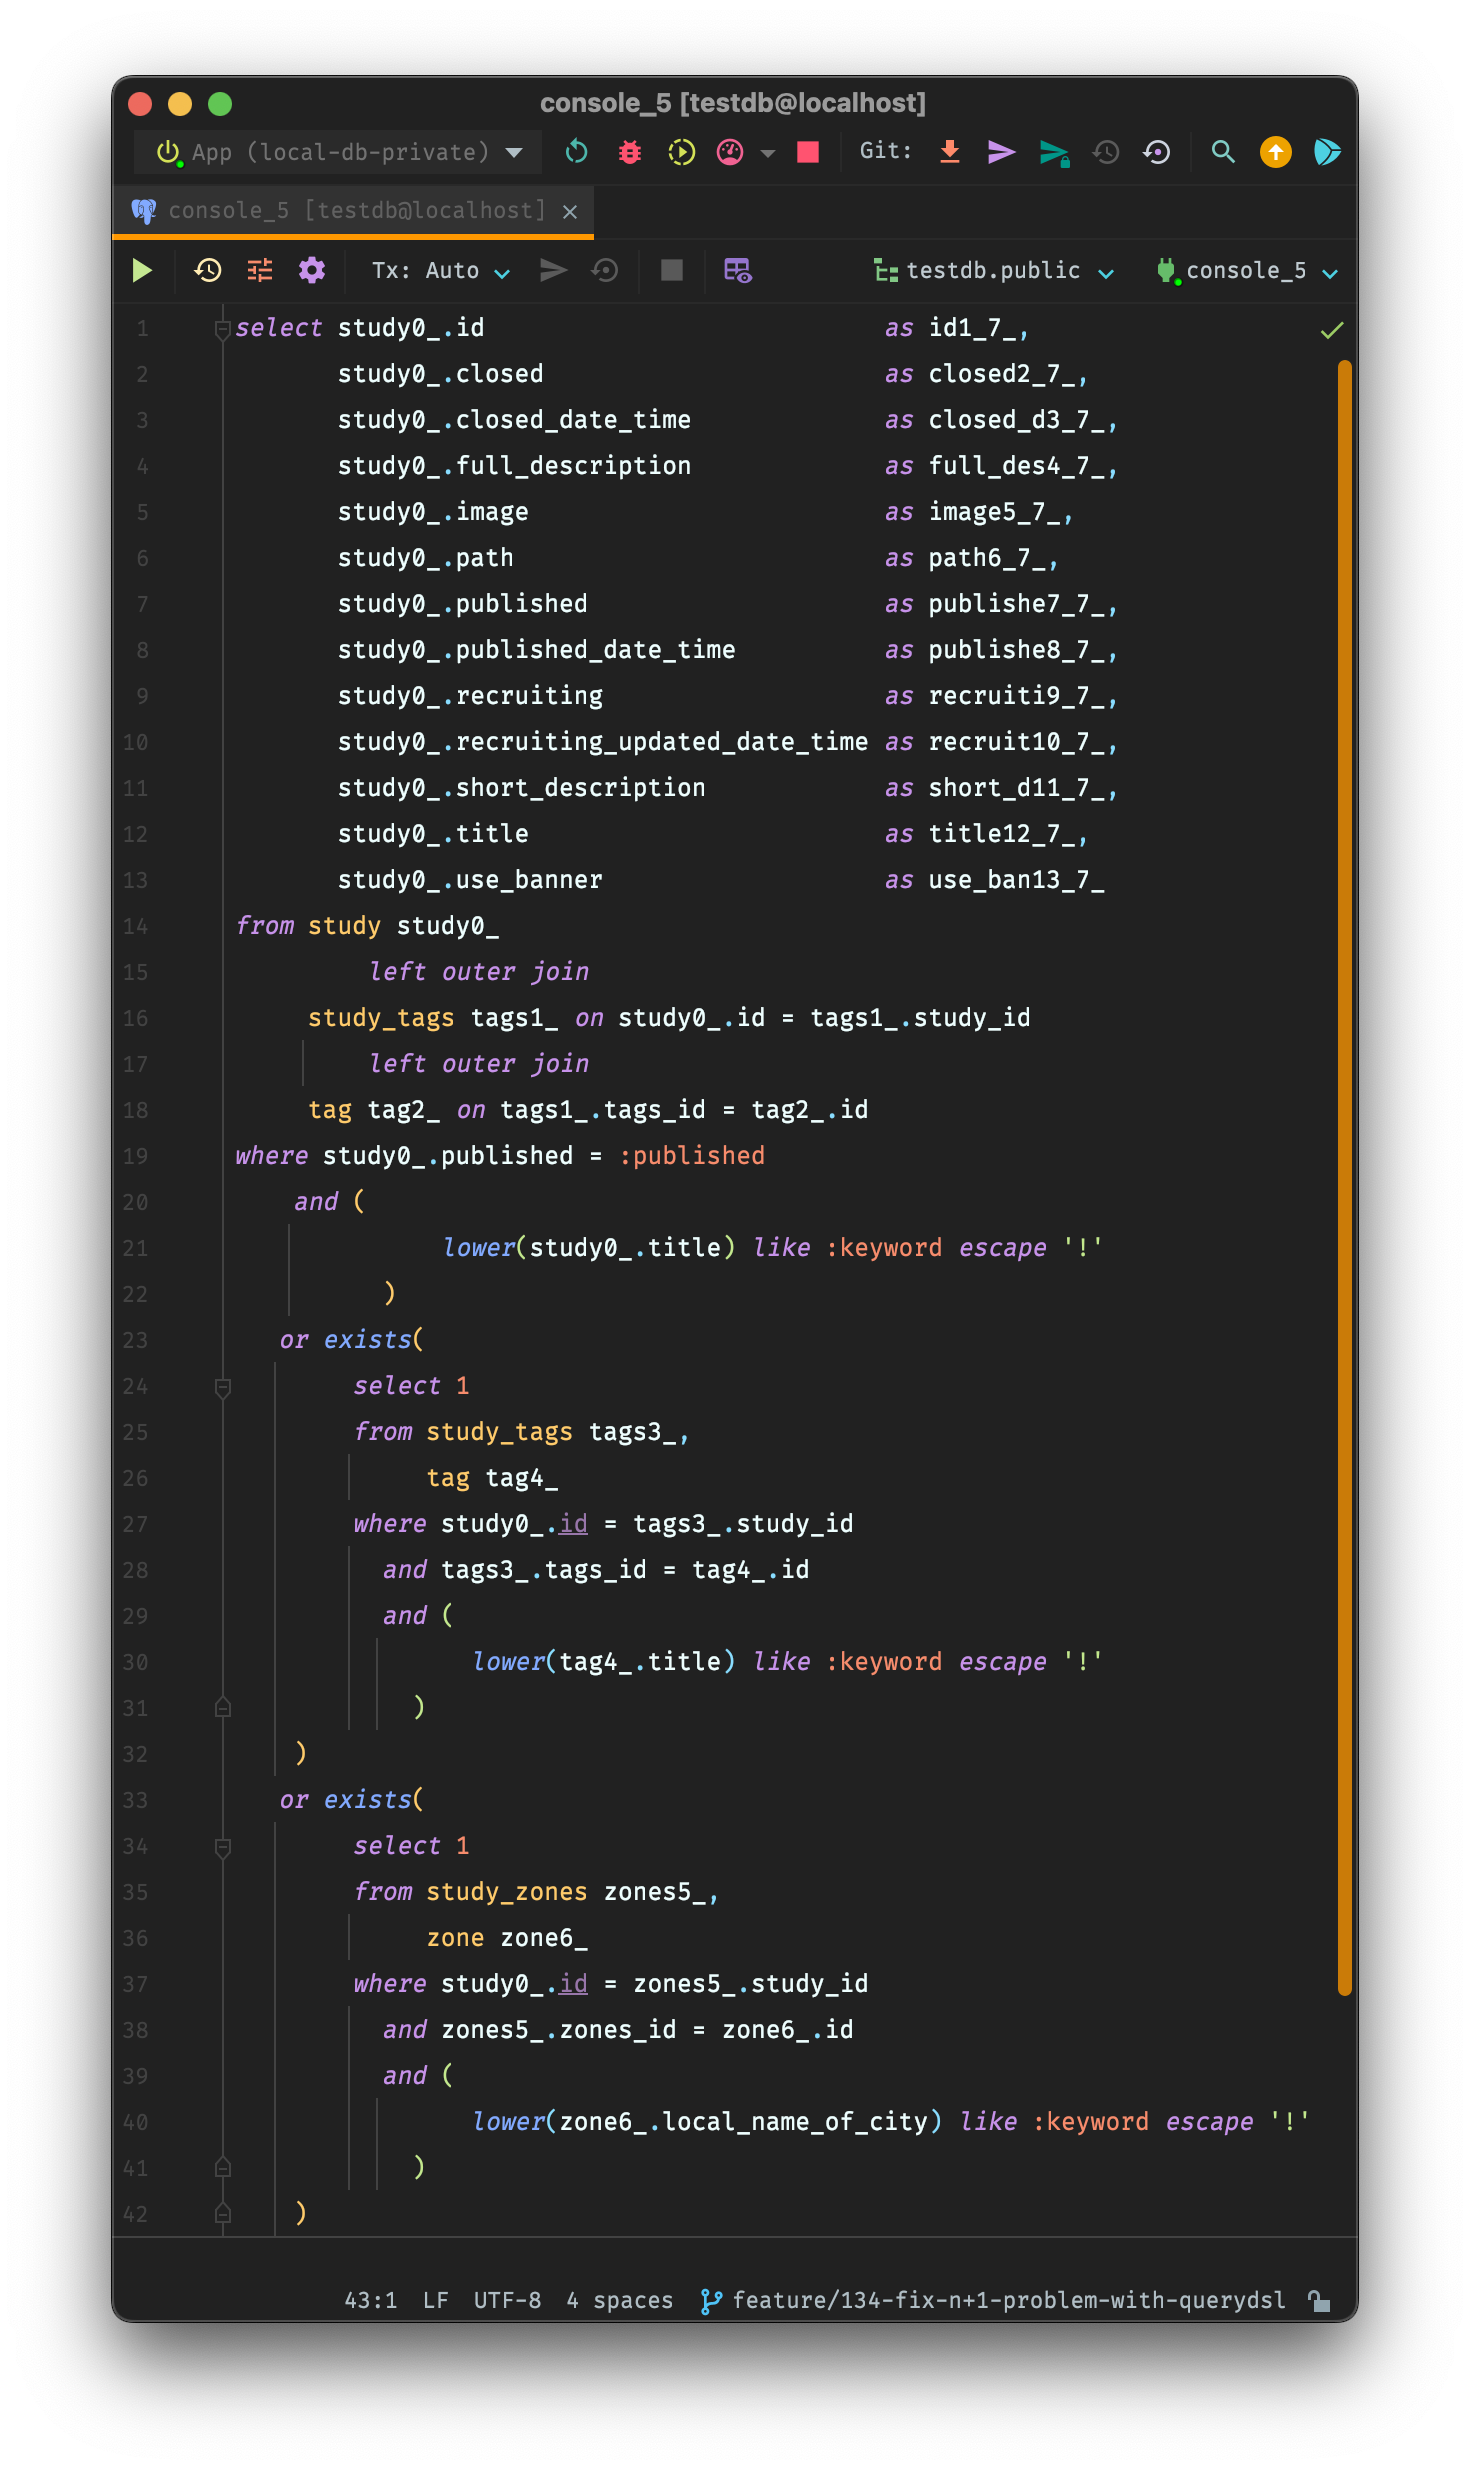 console_5 [testdb@localhost]
App (local-db-private) Git:
console_5 [testdb@localhost]
Tx: Auto testdb.public console_5
1 select study0_.id as id1_7_,
2 study0_.closed as closed2_7_,
3 study0_.closed_date_time as closed_d3_7_,
4 study0_.full_description as full_des4_7_,
5 study0_.image as image5_7_,
6 study0_.path as path6_7_,
7 study0_.published as publishe7_7_,
8 study0_.published_date_time as publishe8_7_,
9 study0_.recruiting as recruiti9_7_,
10 study0_.recruiting_updated_date_time as recruit10_7_,
11 study0_.short_description as short_d11_7_,
12 study0_.title as title12_7_,
13 study0_.use_banner as use_ban13_7_
14 from study study0_
15 left outer join
16 study_tags tags1_ on study0_.id = tags1_.study_id
17 left outer join
18 tag tag2_ on tags1_.tags_id = tag2_.id
19 where study0_.published = :published
20 and (
21 lower(study0_.title) like :keyword escape '!'
22 )
23 or exists(
24 select 1
25 from study_tags tags3_,
26 tag tag4_
27 where study0_.id = tags3_.study_id
28 and tags3_.tags_id = tag4_.id
29 and (
30 lower(tag4_.title) like :keyword escape '!'
31 )
32 )
33 or exists(
34 select 1
35 from study_zones zones5_,
36 zone zone6_
37 where study0_.id = zones5_.study_id
38 and zones5_.zones_id = zone6_.id
39 and (
40 lower(zone6_.local_name_of_city) like :keyword escape '!'
41 )
42 )
43:1 LF UTF-8 4 spaces feature/134-fix-n+1-problem-with-querydsl